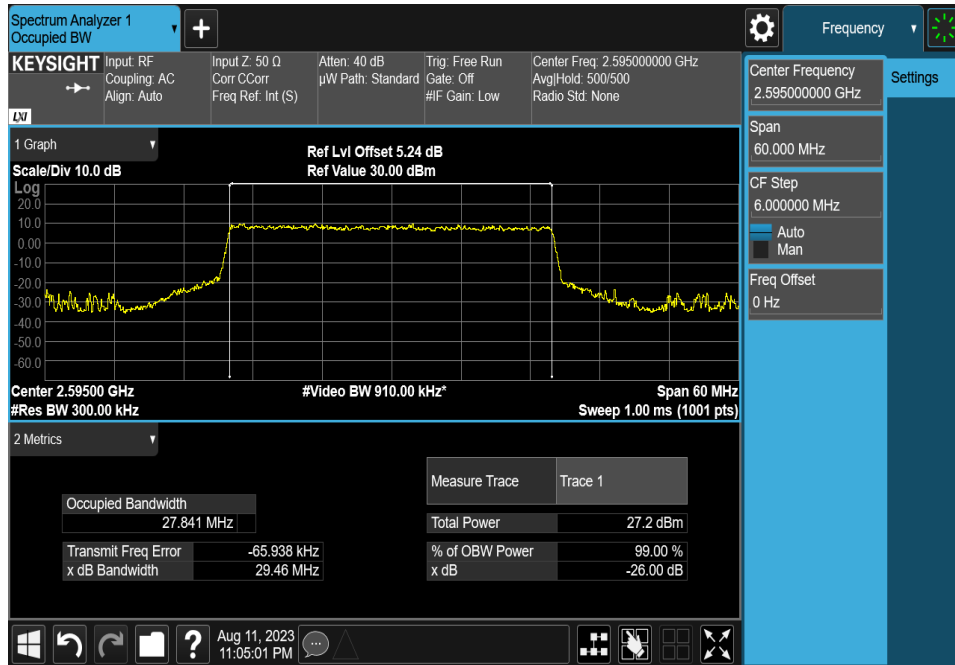 Spectrum Analyzer 1
Occupied BW
+
Frequency
KEYSIGHT
Input: RF
Coupling: AC
Align: Auto
Input Z: 50 Ω
Corr CCorr
Freq Ref: Int (S)
Atten: 40 dB
µW Path: Standard
Trig: Free Run
Gate: Off
#IF Gain: Low
Center Freq: 2.595000000 GHz
Avg|Hold: 500/500
Radio Std: None
LXI
1 Graph
Scale/Div 10.0 dB
Ref Lvl Offset 5.24 dB
Ref Value 30.00 dBm
Log
20.0
10.0
0.00
-10.0
-20.0
-30.0
-40.0
-50.0
-60.0
Center 2.59500 GHz
#Video BW 910.00 kHz*
Span 60 MHz
#Res BW 300.00 kHz
Sweep 1.00 ms (1001 pts)
2 Metrics
Measure Trace
Trace 1
Occupied Bandwidth
27.841 MHz
Total Power
27.2 dBm
Transmit Freq Error
-65.938 kHz
% of OBW Power
99.00 %
x dB Bandwidth
29.46 MHz
x dB
-26.00 dB
Center Frequency
2.595000000 GHz
Settings
Span
60.000 MHz
CF Step
6.000000 MHz
Auto
Man
Freq Offset
0 Hz
?
Aug 11, 2023
11:05:01 PM